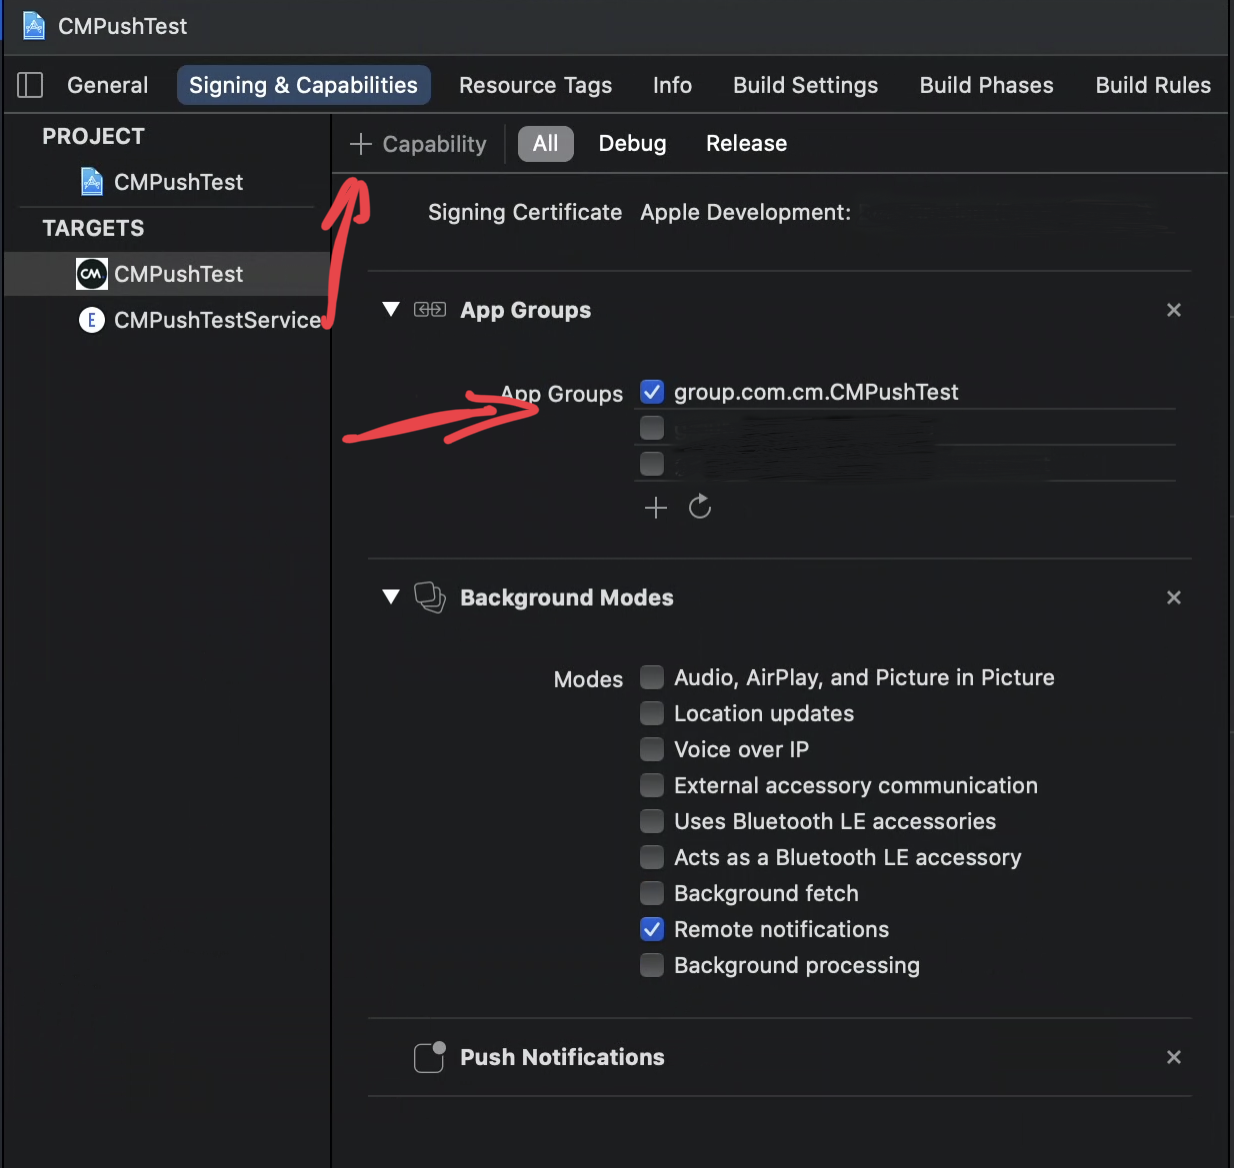 CMPushTest
General Signing & Capabilities Resource Tags Info Build Settings Build Phases Build Rules
PROJECT
CMPushTest
TARGETS
CM CMPushTest
E CMPushTestService
+ Capability All Debug Release
Signing Certificate Apple Development:
App Groups
App Groups group.com.cm.CMPushTest
Background Modes
Modes Audio, AirPlay, and Picture in Picture
Location updates
Voice over IP
External accessory communication
Uses Bluetooth LE accessories
Acts as a Bluetooth LE accessory
Background fetch
Remote notifications
Background processing
Push Notifications